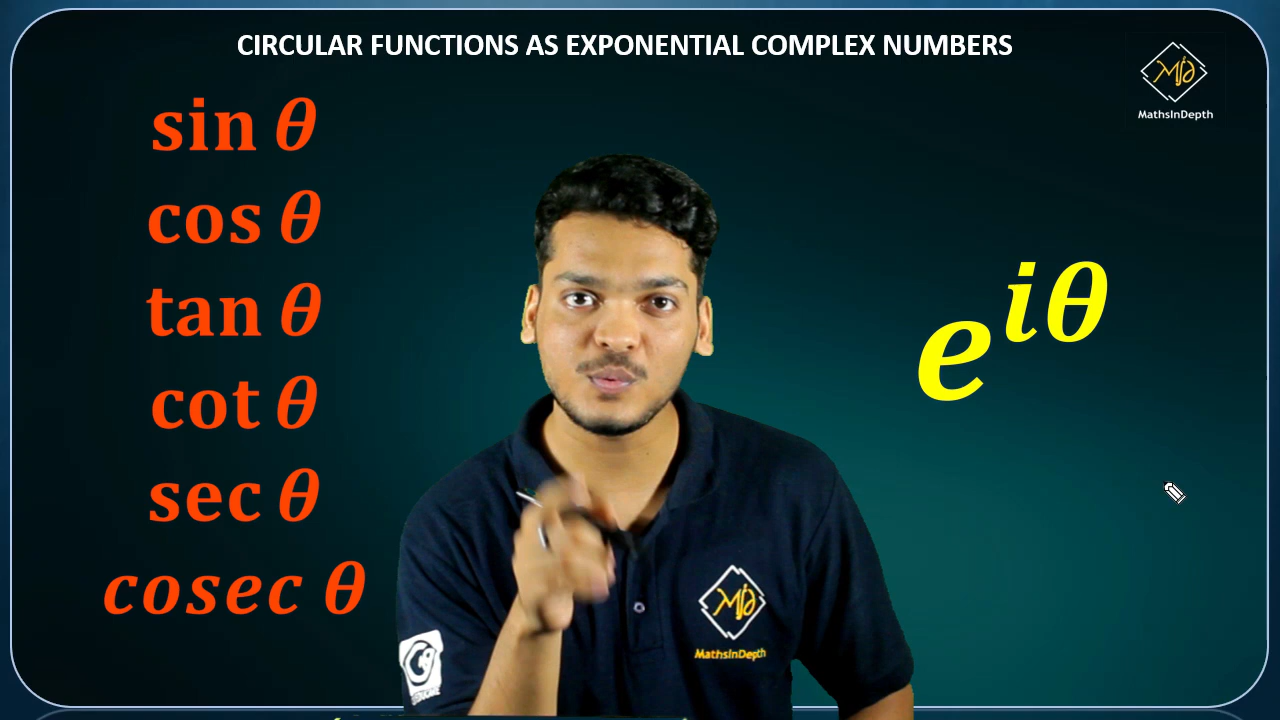 CIRCULAR FUNCTIONS AS EXPONENTIAL COMPLEX NUMBERS
MathsInDepth
sin θ
cos θ
tan θ
cot θ
sec θ
cosec θ
e^{iθ}
MathsInDepth